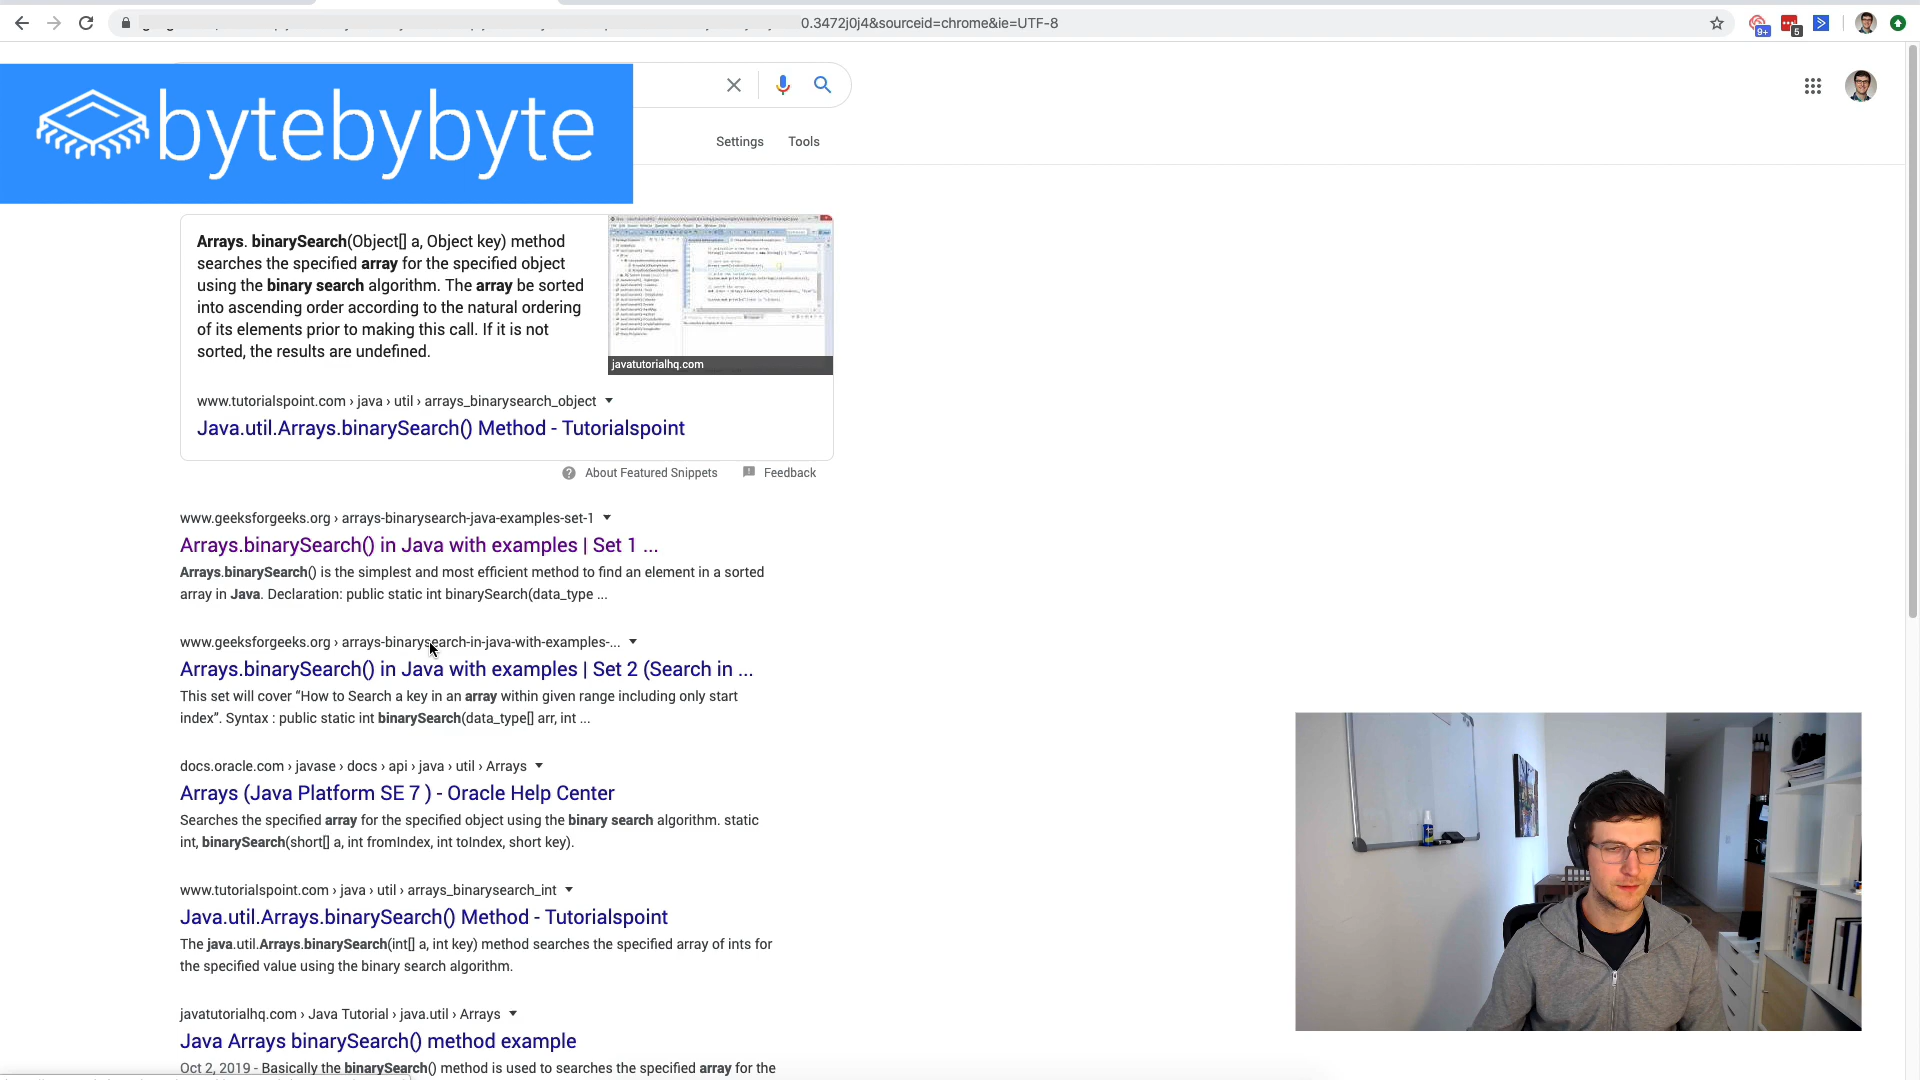 0.3472j0j4&sourceid=chrome&ie=UTF-8
9+
5
bytebybyte
Settings
Tools
Arrays. binarySearch(Object[] a, Object key) method
searches the specified array for the specified object
using the binary search algorithm. The array be sorted
into ascending order according to the natural ordering
of its elements prior to making this call. If it is not
sorted, the results are undefined.
javatutorialhq.com
www.tutorialspoint.com › java › util › arrays_binarysearch_object
Java.util.Arrays.binarySearch() Method - Tutorialspoint
About Featured Snippets
Feedback
www.geeksforgeeks.org › arrays-binarysearch-java-examples-set-1
Arrays.binarySearch() in Java with examples | Set 1 ...
Arrays.binarySearch() is the simplest and most efficient method to find an element in a sorted
array in Java. Declaration: public static int binarySearch(data_type ...
www.geeksforgeeks.org › arrays-binarysearch-in-java-with-examples-...
Arrays.binarySearch() in Java with examples | Set 2 (Search in ...
This set will cover “How to Search a key in an array within given range including only start
index”. Syntax : public static int binarySearch(data_type[] arr, int ...
docs.oracle.com › javase › docs › api › java › util › Arrays
Arrays (Java Platform SE 7 ) - Oracle Help Center
Searches the specified array for the specified object using the binary search algorithm. static
int, binarySearch(short[] a, int fromIndex, int toIndex, short key).
www.tutorialspoint.com › java › util › arrays_binarysearch_int
Java.util.Arrays.binarySearch() Method - Tutorialspoint
The java.util.Arrays.binarySearch(int[] a, int key) method searches the specified array of ints for
the specified value using the binary search algorithm.
javatutorialhq.com › Java Tutorial › java.util › Arrays
Java Arrays binarySearch() method example
Oct 2, 2019 - Basically the binarySearch() method is used to searches the specified array for the